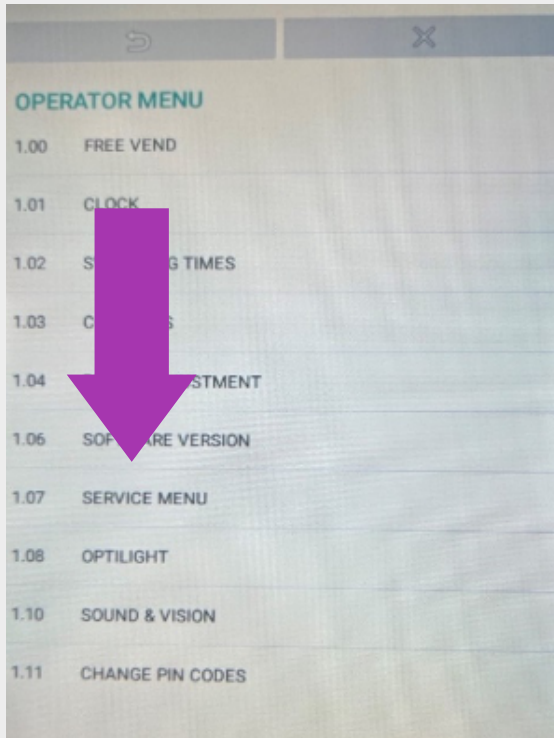 OPERATOR MENU
1.00 FREE VEND
1.01 CLOCK
1.02 TIMES
1.03
1.04
1.06 SOFTWARE VERSION
1.07 SERVICE MENU
1.08 OPTILIGHT
1.10 SOUND & VISION
1.11 CHANGE PIN CODES